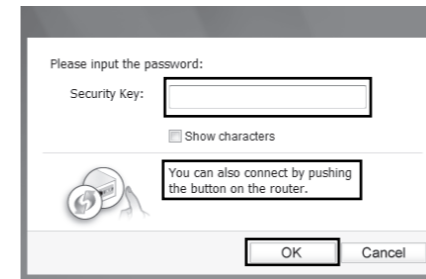 Please input the password:
Security Key:
Show characters
You can also connect by pushing
the button on the router.
OK Cancel